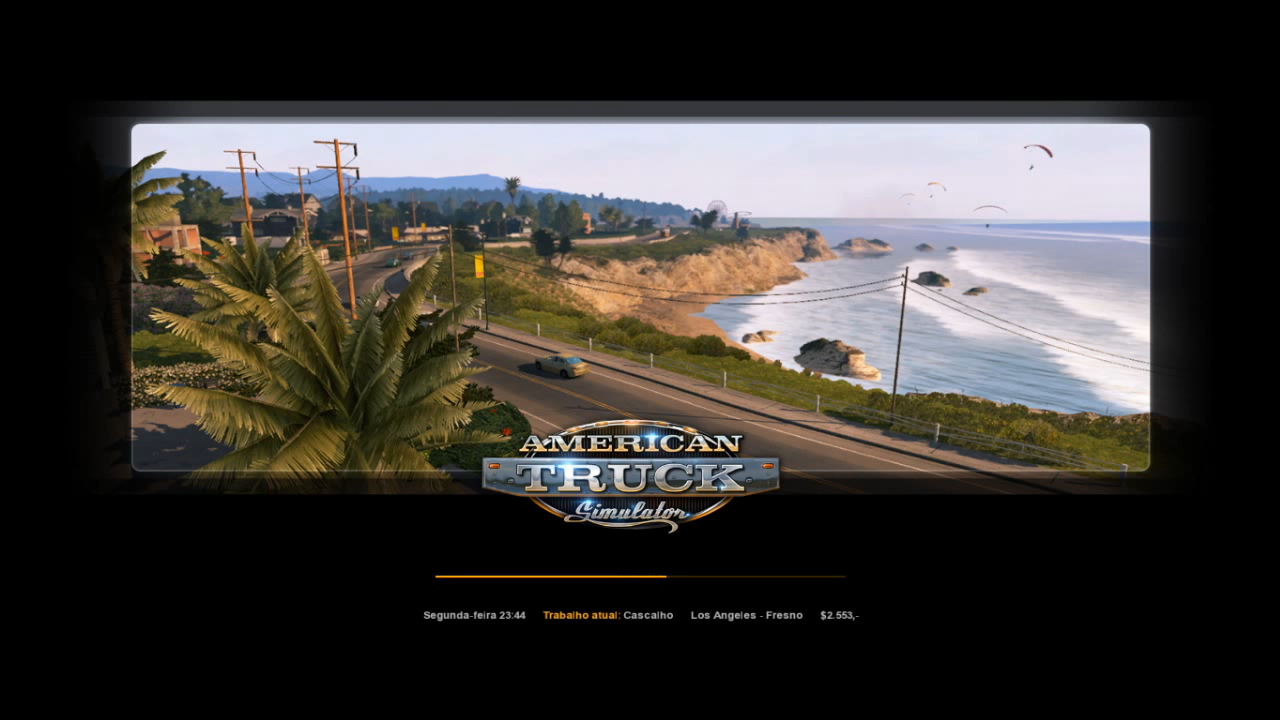 AMERICAN
TRUCK
Simulator
Segunda-feira 23:44 Trabalho atual: Cascalho Los Angeles - Fresno $2.553,-